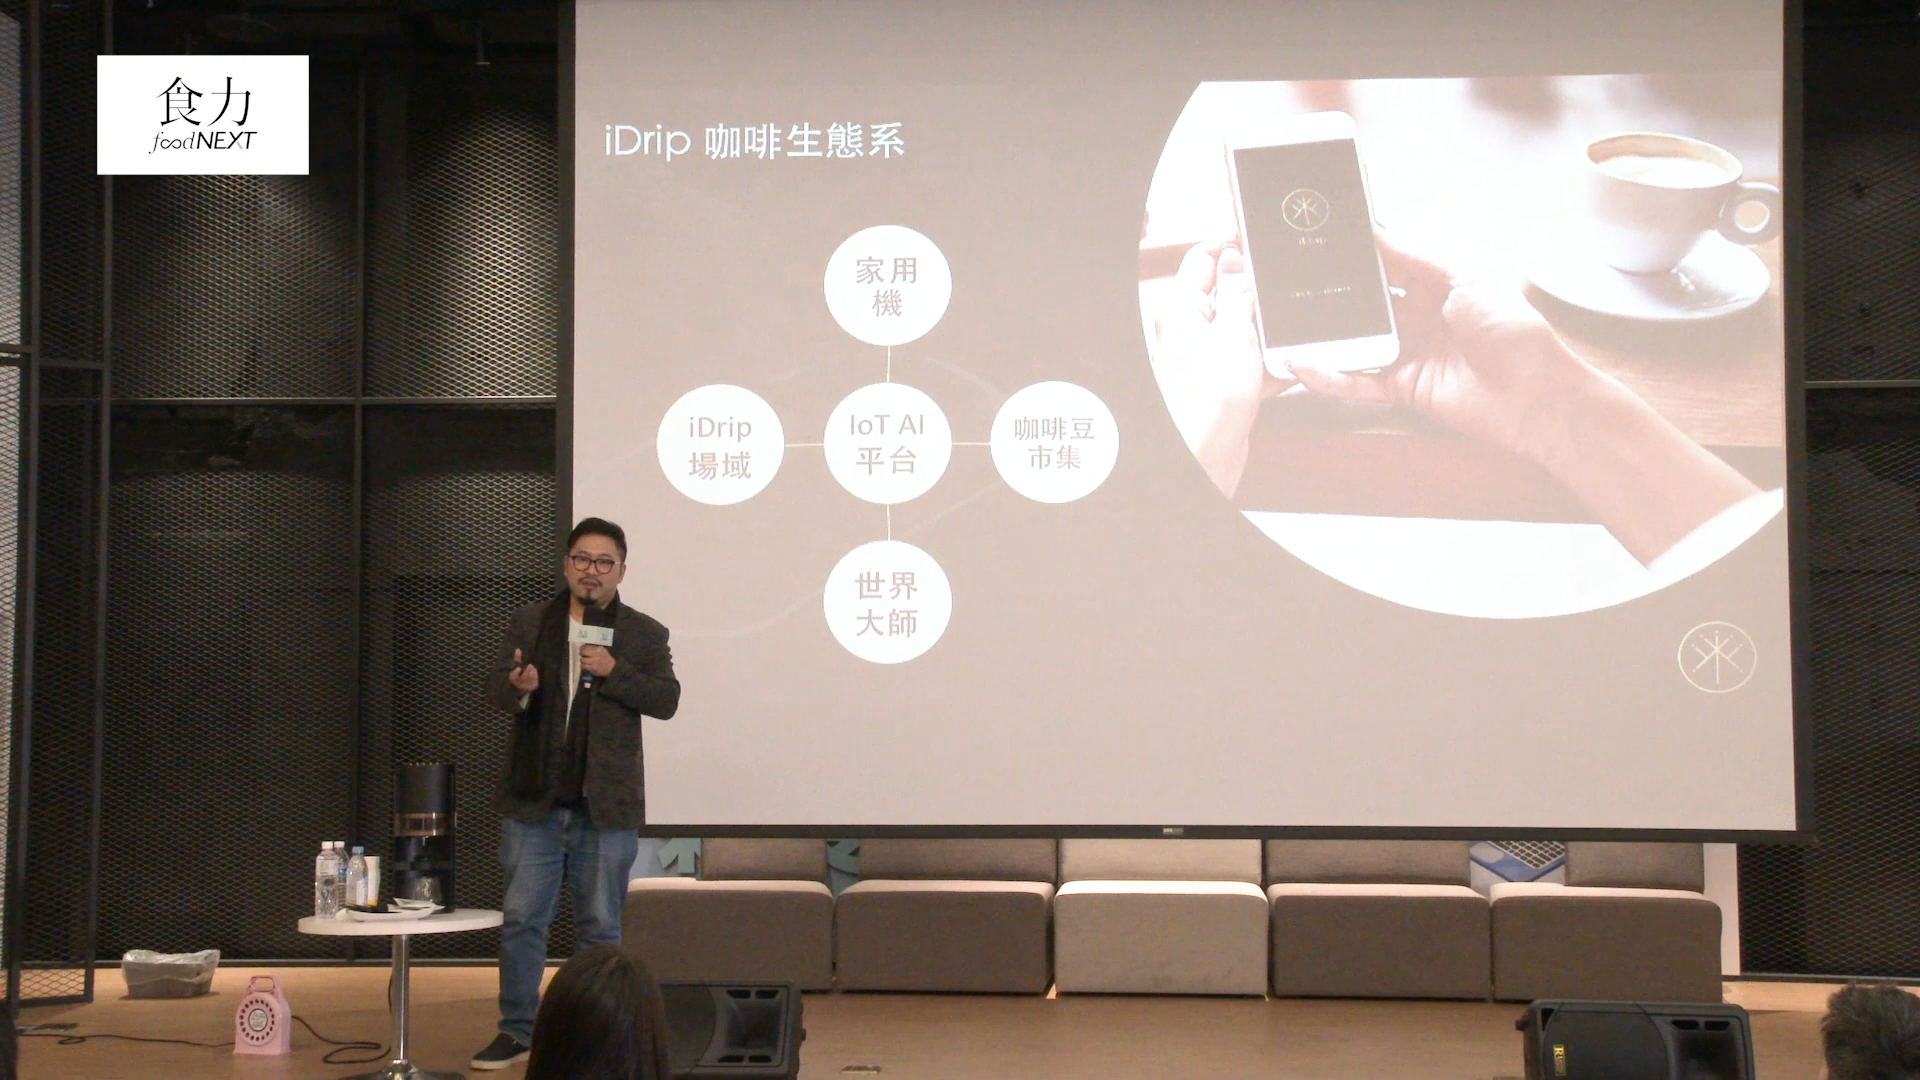 食力
foodNEXT
iDrip 咖啡生態系
家用
機
iDrip
場域
IoT AI
平台
咖啡豆
市集
世界
大師
iDrip